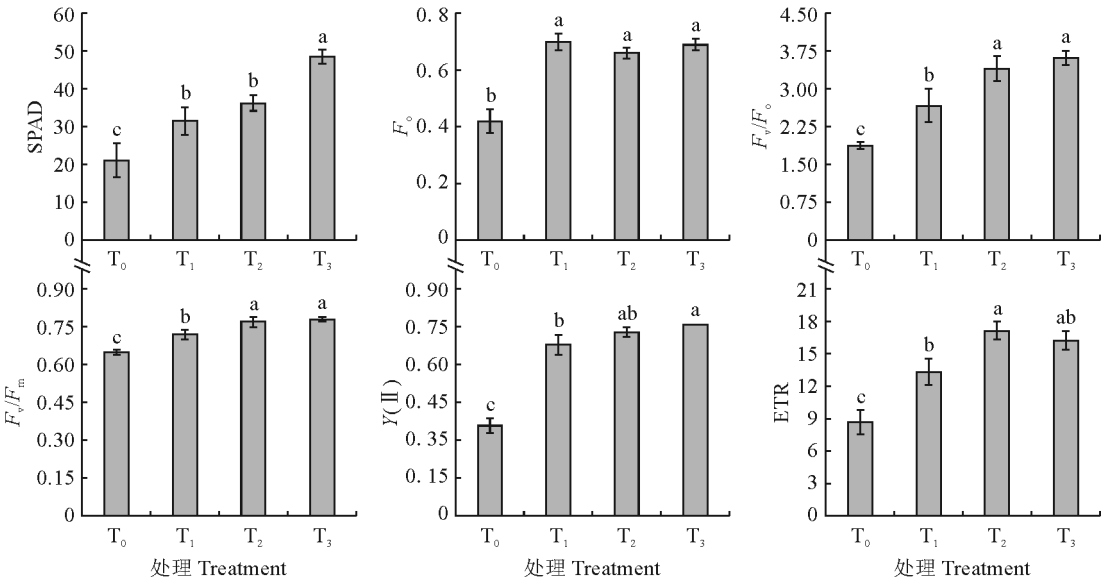 SPAD
60
50
40
30
20
10
0
c
b
b
a
T₀ T₁ T₂ T₃
Fₒ
0.8
0.6
0.4
0.2
0
b
a
a
a
T₀ T₁ T₂ T₃
Fᵥ/Fₒ
4.50
3.75
3.00
2.25
1.50
0.75
0
c
b
a
a
T₀ T₁ T₂ T₃
Fᵥ/Fₘ
0.90
0.75
0.60
0.45
0.30
0.15
0
c
b
a
a
T₀ T₁ T₂ T₃
处理 Treatment
Y(Ⅱ)
0.90
0.75
0.60
0.45
0.35
0.15
0
c
b
ab
a
T₀ T₁ T₂ T₃
处理 Treatment
ETR
21
18
15
12
9
6
3
0
c
b
a
ab
T₀ T₁ T₂ T₃
处理 Treatment